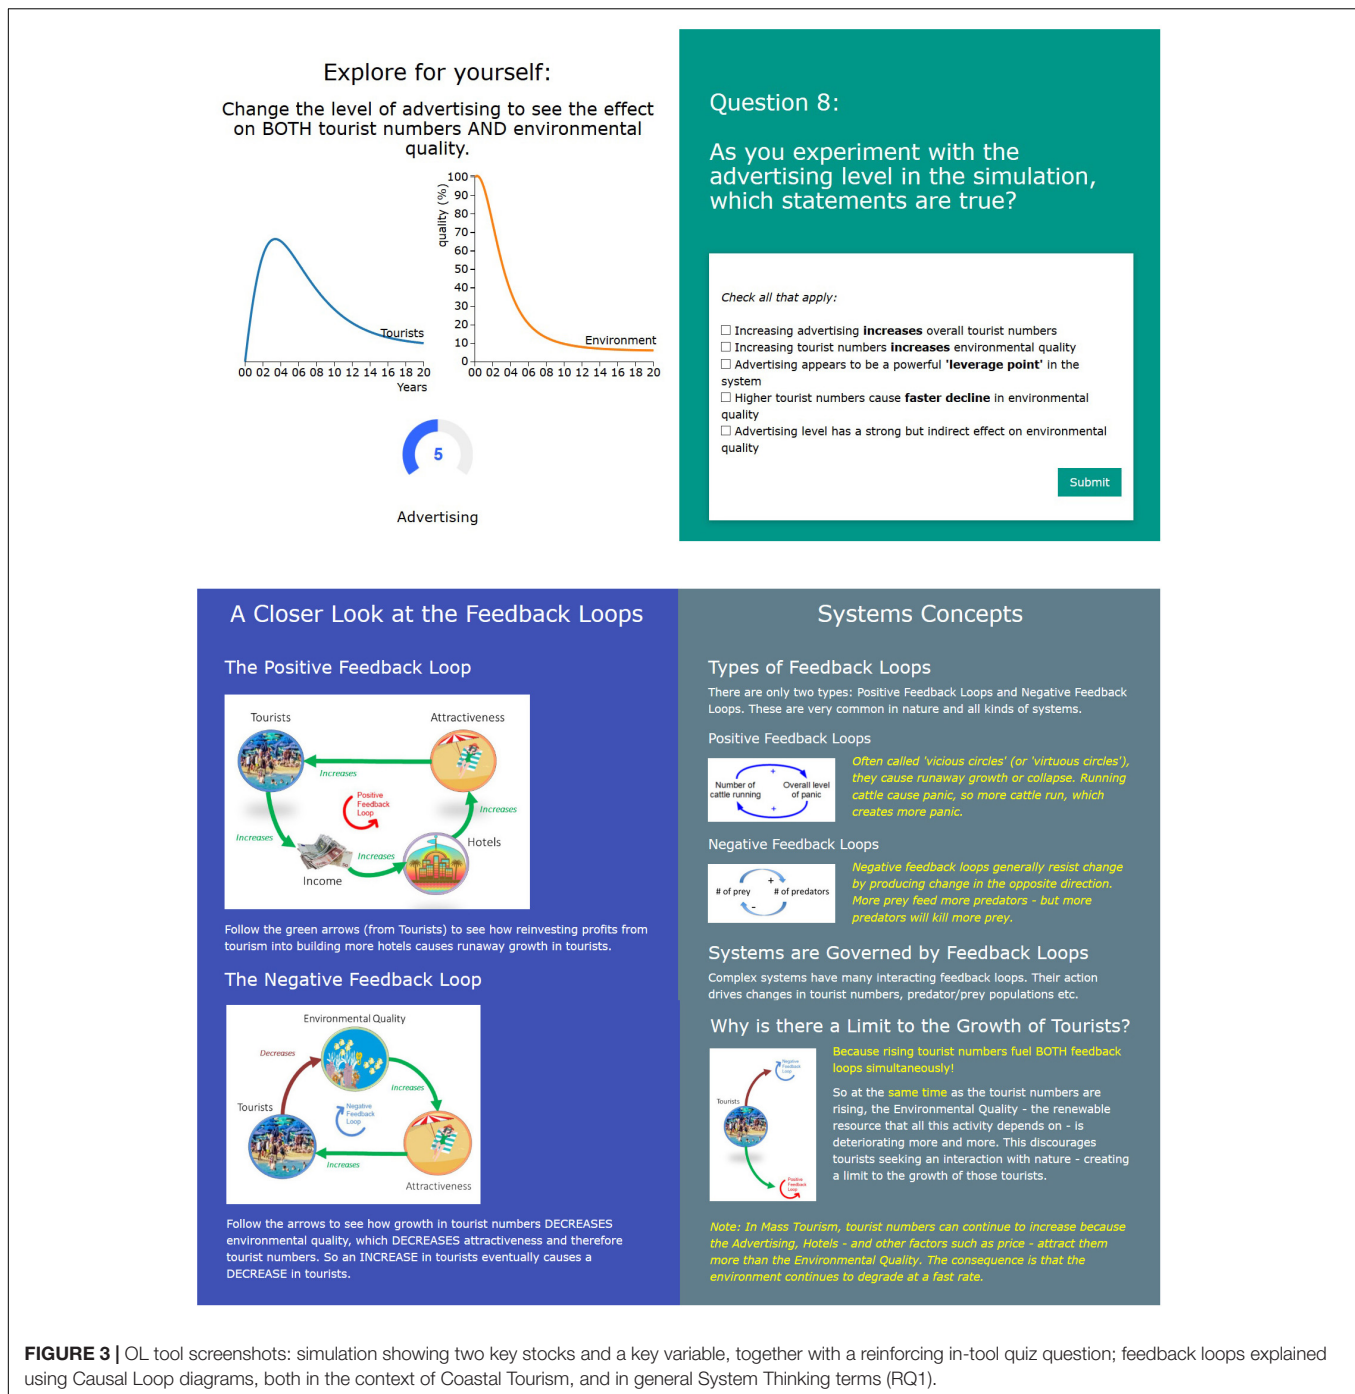 Explore for yourself:
Change the level of advertising to see the effect
on BOTH tourist numbers AND environmental
quality.
Tourists
00 02 04 06 08 10 12 14 16 18 20
Years
quality (%)
100
90
80
70
60
50
40
30
20
10
0
Environment
00 02 04 06 08 10 12 14 16 18 20
5
Advertising
Question 8:
As you experiment with the
advertising level in the simulation,
which statements are true?
Check all that apply:
Increasing advertising increases overall tourist numbers
Increasing tourist numbers increases environmental quality
Advertising appears to be a powerful 'leverage point' in the
system
Higher tourist numbers cause faster decline in environmental
quality
Advertising level has a strong but indirect effect on environmental
quality
Submit
A Closer Look at the Feedback Loops
The Positive Feedback Loop
Tourists
Attractiveness
Increases
Positive
Feedback
Loop
Increases
Increases
Increases
Hotels
Income
Follow the green arrows (from Tourists) to see how reinvesting profits from
tourism into building more hotels causes runaway growth in tourists.
The Negative Feedback Loop
Environmental Quality
Decreases
Increases
Tourists
Negative
Feedback
Loop
Increases
Attractiveness
Follow the arrows to see how growth in tourist numbers DECREASES
environmental quality, which DECREASES attractiveness and therefore
tourist numbers. So an INCREASE in tourists eventually causes a
DECREASE in tourists.
Systems Concepts
Types of Feedback Loops
There are only two types: Positive Feedback Loops and Negative Feedback
Loops. These are very common in nature and all kinds of systems.
Positive Feedback Loops
+
Number of
cattle running
Overall level
of panic
+
Often called 'vicious circles' (or 'virtuous circles'),
they cause runaway growth or collapse. Running
cattle cause panic, so more cattle run, which
creates more panic.
Negative Feedback Loops
+
# of prey
# of predators
-
Negative feedback loops generally resist change
by producing change in the opposite direction.
More prey feed more predators - but more
predators will kill more prey.
Systems are Governed by Feedback Loops
Complex systems have many interacting feedback loops. Their action
drives changes in tourist numbers, predator/prey populations etc.
Why is there a Limit to the Growth of Tourists?
Negative
Feedback
Loop
Tourists
Positive
Feedback
Loop
Because rising tourist numbers fuel BOTH feedback
loops simultaneously!
So at the same time as the tourist numbers are
rising, the Environmental Quality - the renewable
resource that all this activity depends on - is
deteriorating more and more. This discourages
tourists seeking an interaction with nature - creating
a limit to the growth of those tourists.
Note: In Mass Tourism, tourist numbers can continue to increase because
the Advertising, Hotels - and other factors such as price - attract them
more than the Environmental Quality. The consequence is that the
environment continues to degrade at a fast rate.
FIGURE 3 | OL tool screenshots: simulation showing two key stocks and a key variable, together with a reinforcing in-tool quiz question; feedback loops explained
using Causal Loop diagrams, both in the context of Coastal Tourism, and in general System Thinking terms (RQ1).